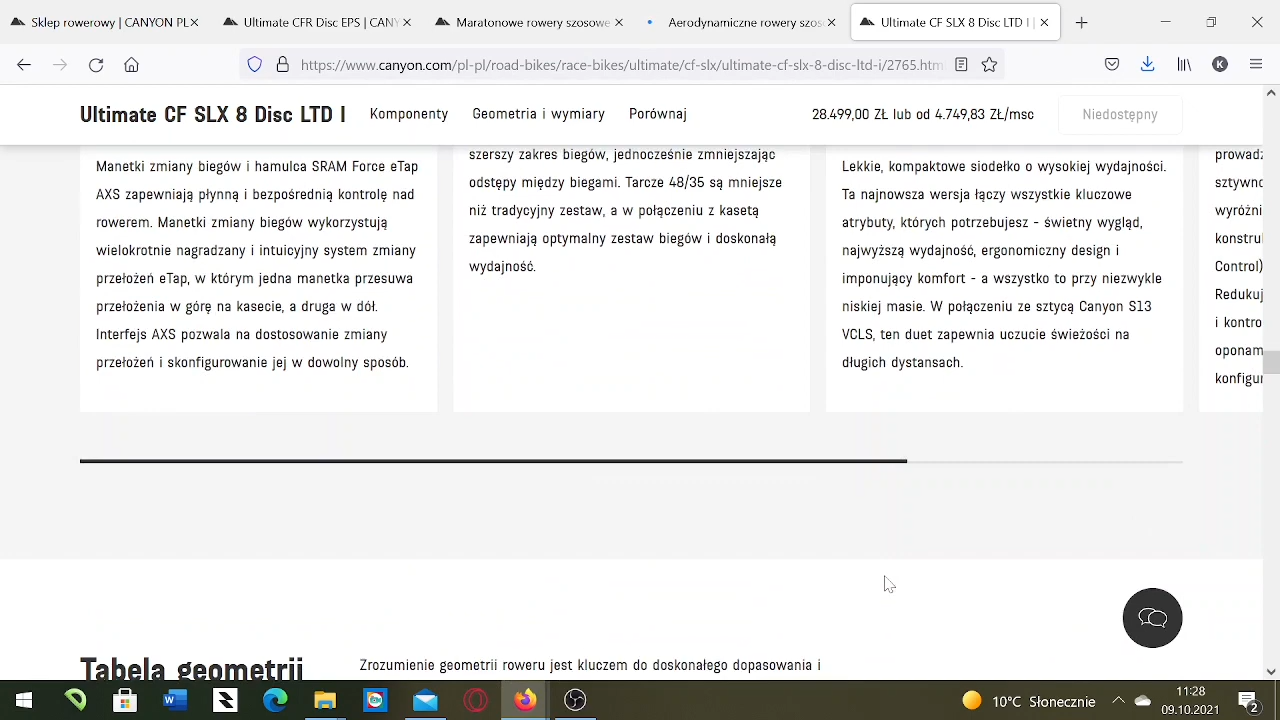 Sklep rowerowy | CANYON PL
Ultimate CFR Disc EPS | CANY
Maratonowe rowery szosowe
Aerodynamiczne rowery szos
Ultimate CF SLX 8 Disc LTD I |
https://www.canyon.com/pl-pl/road-bikes/race-bikes/ultimate/cf-slx/ultimate-cf-slx-8-disc-ltd-i/2765.htm
K
Ultimate CF SLX 8 Disc LTD I
Komponenty
Geometria i wymiary
Porównaj
28.499,00 ZŁ lub od 4.749,83 ZŁ/msc
Niedostępny
Manetki zmiany biegów i hamulca SRAM Force eTap
AXS zapewniają płynną i bezpośrednią kontrolę nad
rowerem. Manetki zmiany biegów wykorzystują
wielokrotnie nagradzany i intuicyjny system zmiany
przełożeń eTap, w którym jedna manetka przesuwa
przełożenia w górę na kasecie, a druga w dół.
Interfejs AXS pozwala na dostosowanie zmiany
przełożeń i skonfigurowanie jej w dowolny sposób.
szerszy zakres biegów, jednocześnie zmniejszając
odstępy między biegami. Tarcze 48/35 są mniejsze
niż tradycyjny zestaw, a w połączeniu z kasetą
zapewniają optymalny zestaw biegów i doskonałą
wydajność.
Lekkie, kompaktowe siodełko o wysokiej wydajności.
Ta najnowsza wersja łączy wszystkie kluczowe
atrybuty, których potrzebujesz - świetny wygląd,
najwyższą wydajność, ergonomiczny design i
imponujący komfort - a wszystko to przy niezwykle
niskiej masie. W połączeniu ze sztycą Canyon S13
VCLS, ten duet zapewnia uczucie świeżości na
długich dystansach.
prowadz
sztywno
wyróżni
konstru
Control)
Redukuj
i kontro
oponam
konfigu
Tabela geometrii
Zrozumienie geometrii roweru jest kluczem do doskonałego dopasowania i
10°C Słonecznie
11:28
09.10.2021
2